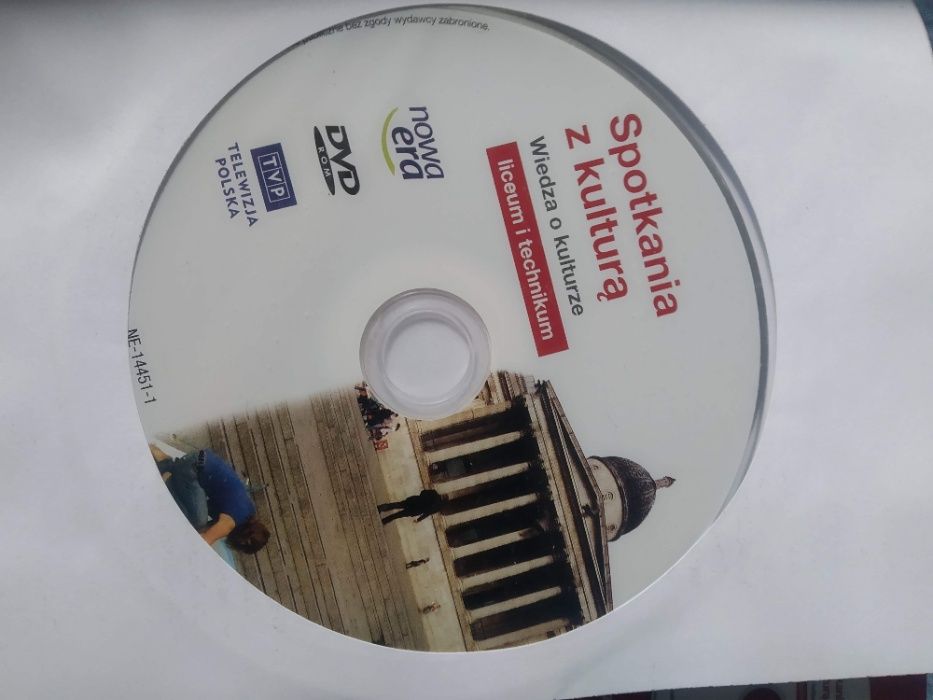 Spotkania
z kulturą
Wiedza o kulturze
liceum i technikum
nowa
era
DVD
ROM
TVP
TELEWIZJA
POLSKA
bez zgody wydawcy zabronione.
NE-14451-1